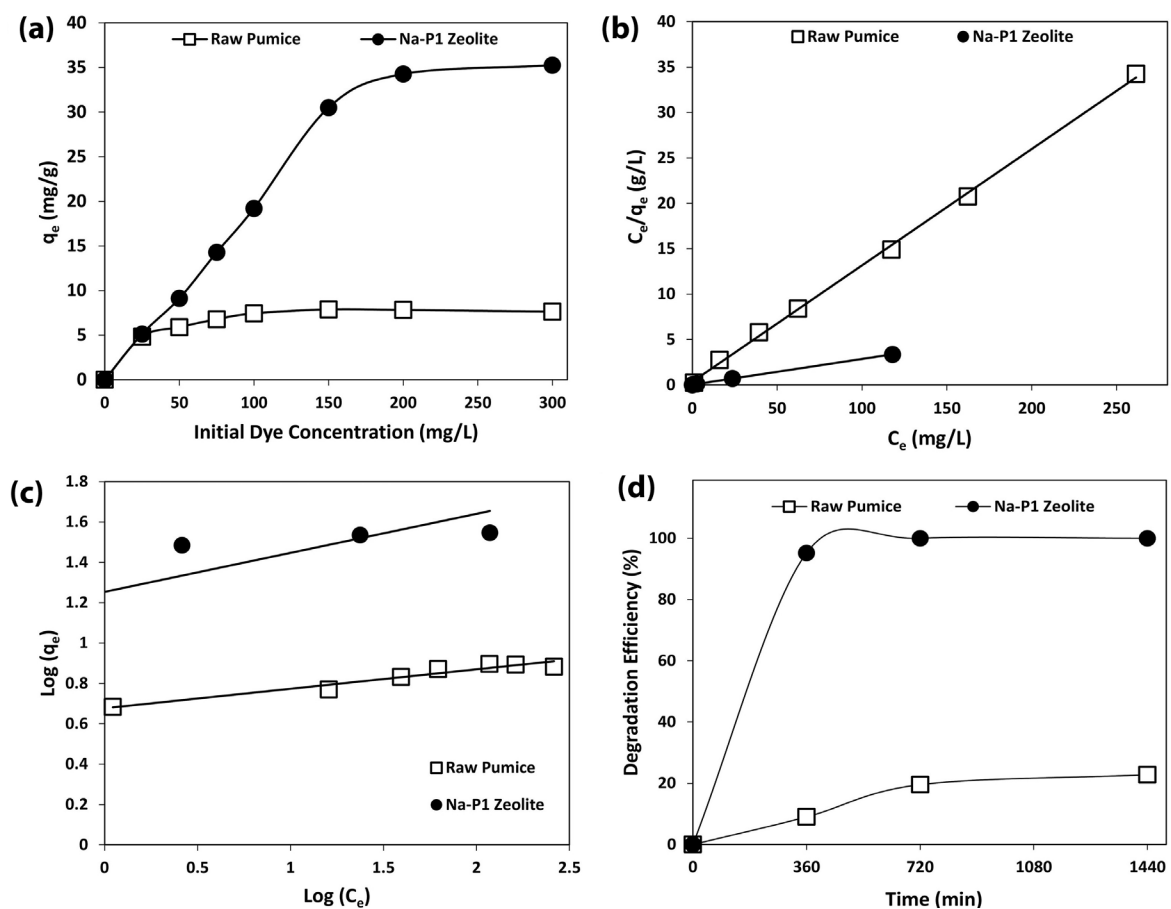 (a)
Raw Pumice
Na-P1 Zeolite
40
35
30
25
20
15
10
5
0
qe (mg/g)
0 50 100 150 200 250 300
Initial Dye Concentration (mg/L)
(b)
Raw Pumice
Na-P1 Zeolite
40
35
30
25
20
15
10
5
0
Ce/qe (g/L)
0 50 100 150 200 250
Ce (mg/L)
(c)
1.8
1.6
1.4
1.2
1
0.8
0.6
0.4
0.2
0
Log (qe)
Raw Pumice
Na-P1 Zeolite
0 0.5 1 1.5 2 2.5
Log (Ce)
(d)
Raw Pumice
Na-P1 Zeolite
100
80
60
40
20
0
Degradation Efficiency (%)
0 360 720 1080 1440
Time (min)